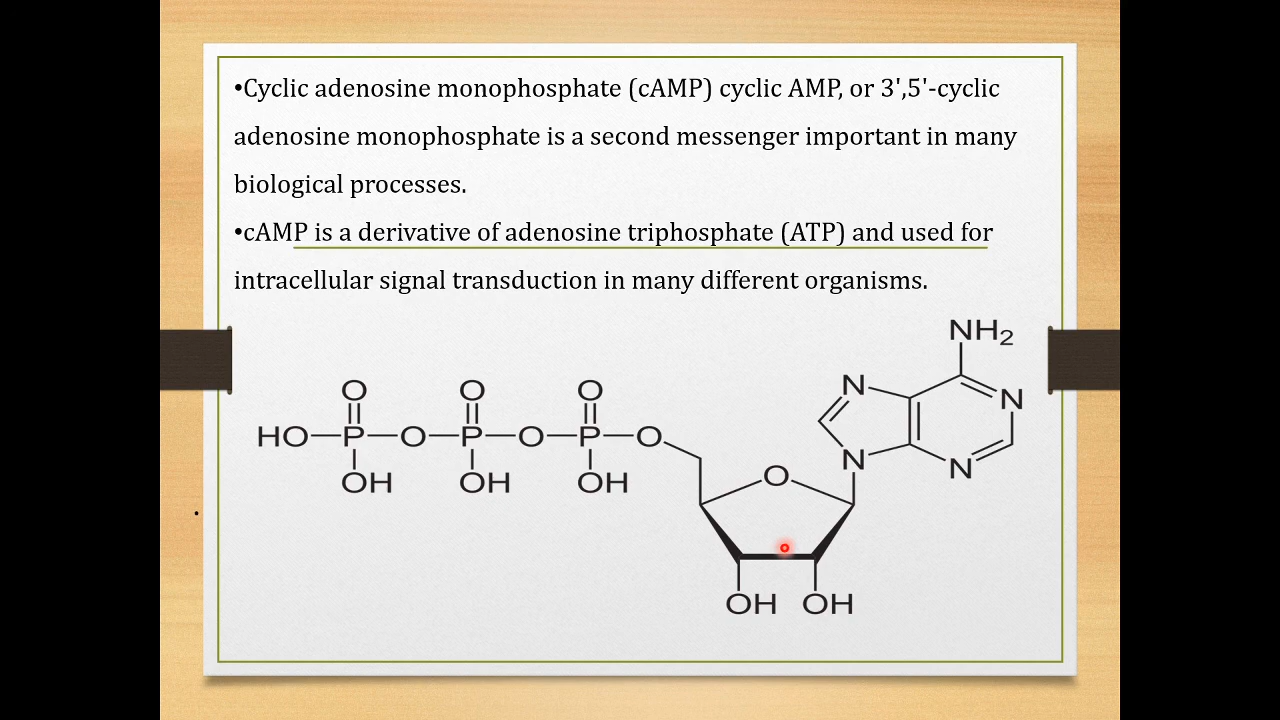 •Cyclic adenosine monophosphate (cAMP) cyclic AMP, or 3',5'-cyclic
adenosine monophosphate is a second messenger important in many
biological processes.
•cAMP is a derivative of adenosine triphosphate (ATP) and used for
intracellular signal transduction in many different organisms.
NH2
O O O N N
HO P O P O P O
OH OH OH N N
O
OH OH